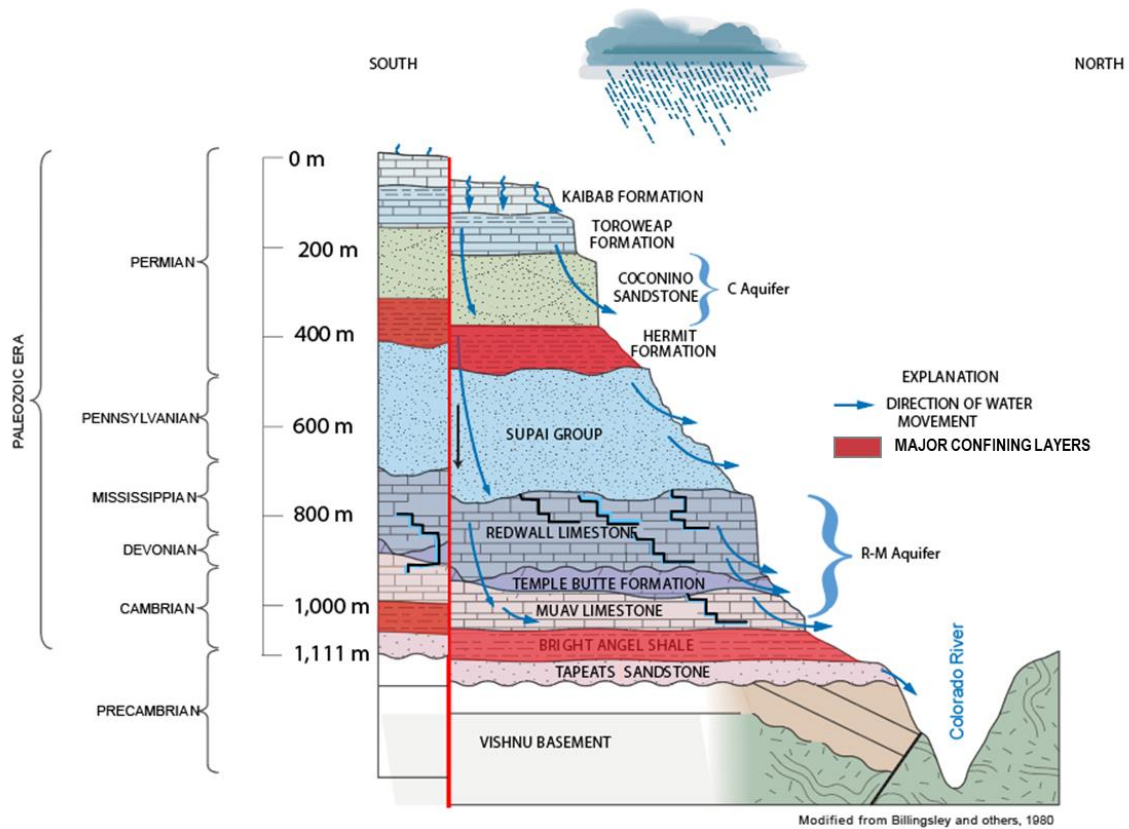 SOUTH
NORTH
0 m
200 m
400 m
600 m
800 m
1,000 m
1,111 m
PALEOZOIC ERA
PERMIAN
PENNSYLVANIAN
MISSISSIPPIAN
DEVONIAN
CAMBRIAN
PRECAMBRIAN
KAIBAB FORMATION
TOROWEAP
FORMATION
COCONINO
SANDSTONE
C Aquifer
HERMIT
FORMATION
SUPAI GROUP
REDWALL LIMESTONE
R-M Aquifer
TEMPLE BUTTE FORMATION
MUAV LIMESTONE
BRIGHT ANGEL SHALE
TAPEATS SANDSTONE
VISHNU BASEMENT
EXPLANATION
DIRECTION OF WATER
MOVEMENT
MAJOR CONFINING LAYERS
Colorado River
Modified from Billingsley and others, 1980